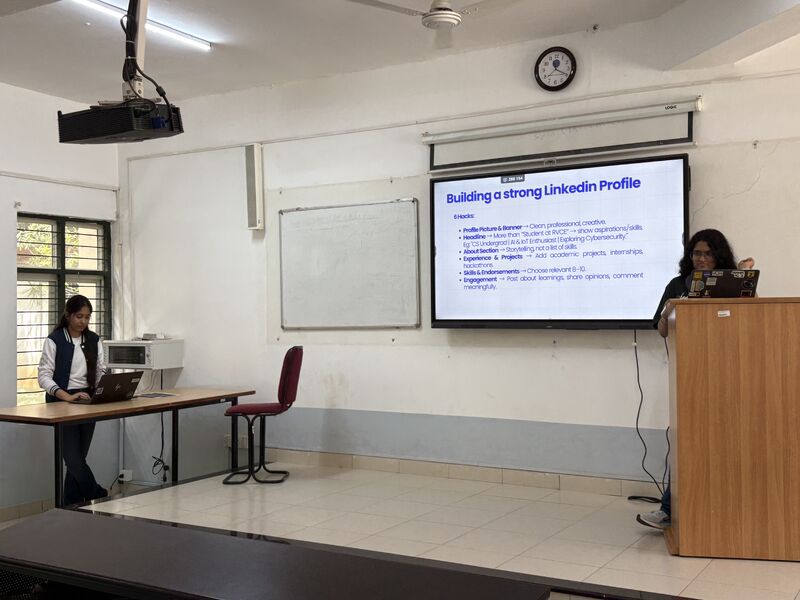 LOGIC
Building a strong Linkedin Profile
6 Hacks:
• Profile Picture & Banner → Clean, professional, creative.
• Headline → More than "Student at RVCE" → show aspirations/skills.
Eg: "CS Undergrad | AI & IoT Enthusiast | Exploring Cybersecurity."
• About Section → Storytelling, not a list of skills.
• Experience & Projects → Add academic projects, internships,
hackathons.
• Skills & Endorsements → Choose relevant 8-10.
• Engagement → Post about learnings, share opinions, comment
meaningfully.
hp